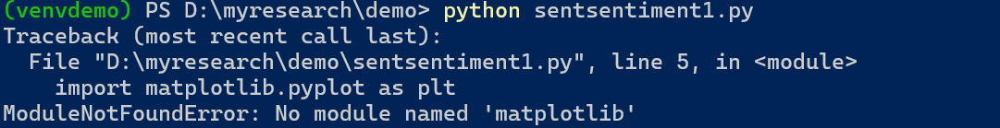 (venvdemo) PS D:\myresearch\demo> python sentsentiment1.py
Traceback (most recent call last):
  File "D:\myresearch\demo\sentsentiment1.py", line 5, in <module>
    import matplotlib.pyplot as plt
ModuleNotFoundError: No module named 'matplotlib'